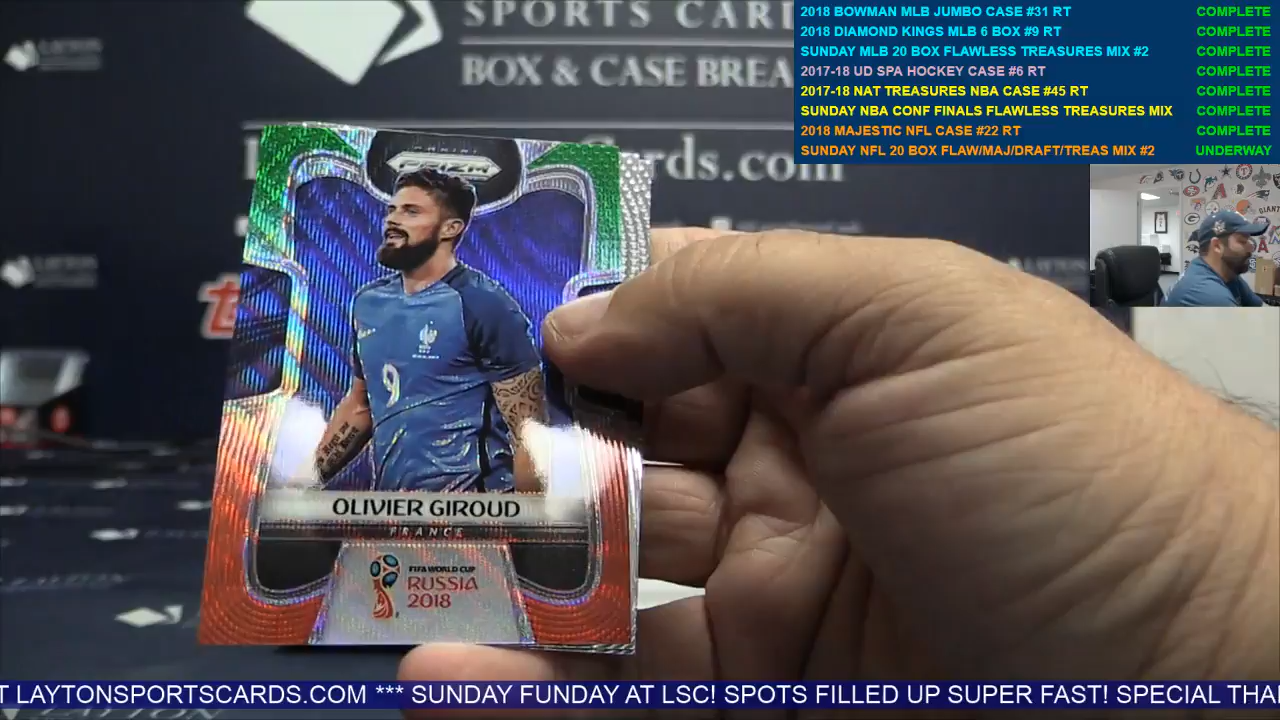 SPORTS CAR
BOX & CASE BREA
Cards.com
2018 BOWMAN MLB JUMBO CASE #31 RT COMPLETE
2018 DIAMOND KINGS MLB 6 BOX #9 RT COMPLETE
SUNDAY MLB 20 BOX FLAWLESS TREASURES MIX #2 COMPLETE
2017-18 UD SPA HOCKEY CASE #6 RT COMPLETE
2017-18 NAT TREASURES NBA CASE #45 RT COMPLETE
SUNDAY NBA CONF FINALS FLAWLESS TREASURES MIX COMPLETE
2018 MAJESTIC NFL CASE #22 RT COMPLETE
SUNDAY NFL 20 BOX FLAW/MAJ/DRAFT/TREAS MIX #2 UNDERWAY
PANINI
PRIZM
9
OLIVIER GIROUD
FRANCE
FIFA WORLD CUP
RUSSIA
2018
T LAYTONSPORTSCARDS.COM *** SUNDAY FUNDAY AT LSC! SPOTS FILLED UP SUPER FAST! SPECIAL THA